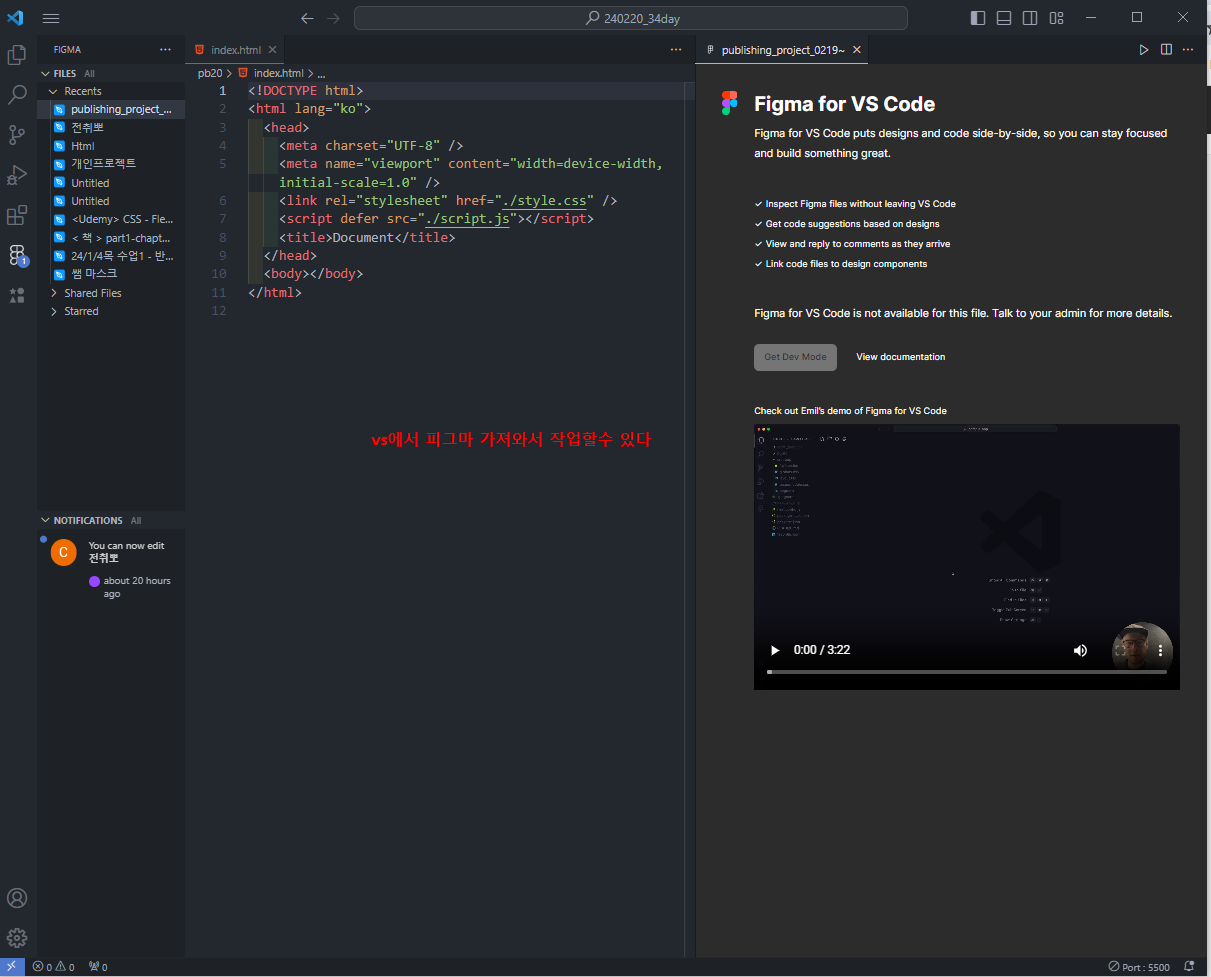 240220_34day
FIGMA
FILES All
Recents
publishing_project_...
전취뽀
Html
개인프로젝트
Untitled
Untitled
<Udemy> CSS - Fle...
< 책 > part1-chapt...
24/1/4목 수업1 - 반...
쌤 마스크
Shared Files
Starred
NOTIFICATIONS All
C
You can now edit
전취뽀
about 20 hours
ago
1
index.html
pb20 > index.html > ...
1 <!DOCTYPE html>
2 <html lang="ko">
3 <head>
4 <meta charset="UTF-8" />
5 <meta name="viewport" content="width=device-width,
initial-scale=1.0" />
6 <link rel="stylesheet" href="./style.css" />
7 <script defer src="./script.js"></script>
8 <title>Document</title>
9 </head>
10 <body></body>
11 </html>
12
vs에서 피그마 가져와서 작업할수 있다
publishing_project_0219~
Figma for VS Code
Figma for VS Code puts designs and code side-by-side, so you can stay focused
and build something great.
Inspect Figma files without leaving VS Code
Get code suggestions based on designs
View and reply to comments as they arrive
Link code files to design components
Figma for VS Code is not available for this file. Talk to your admin for more details.
Get Dev Mode View documentation
Check out Emil's demo of Figma for VS Code
0:00 / 3:22
0 0 0
Port : 5500